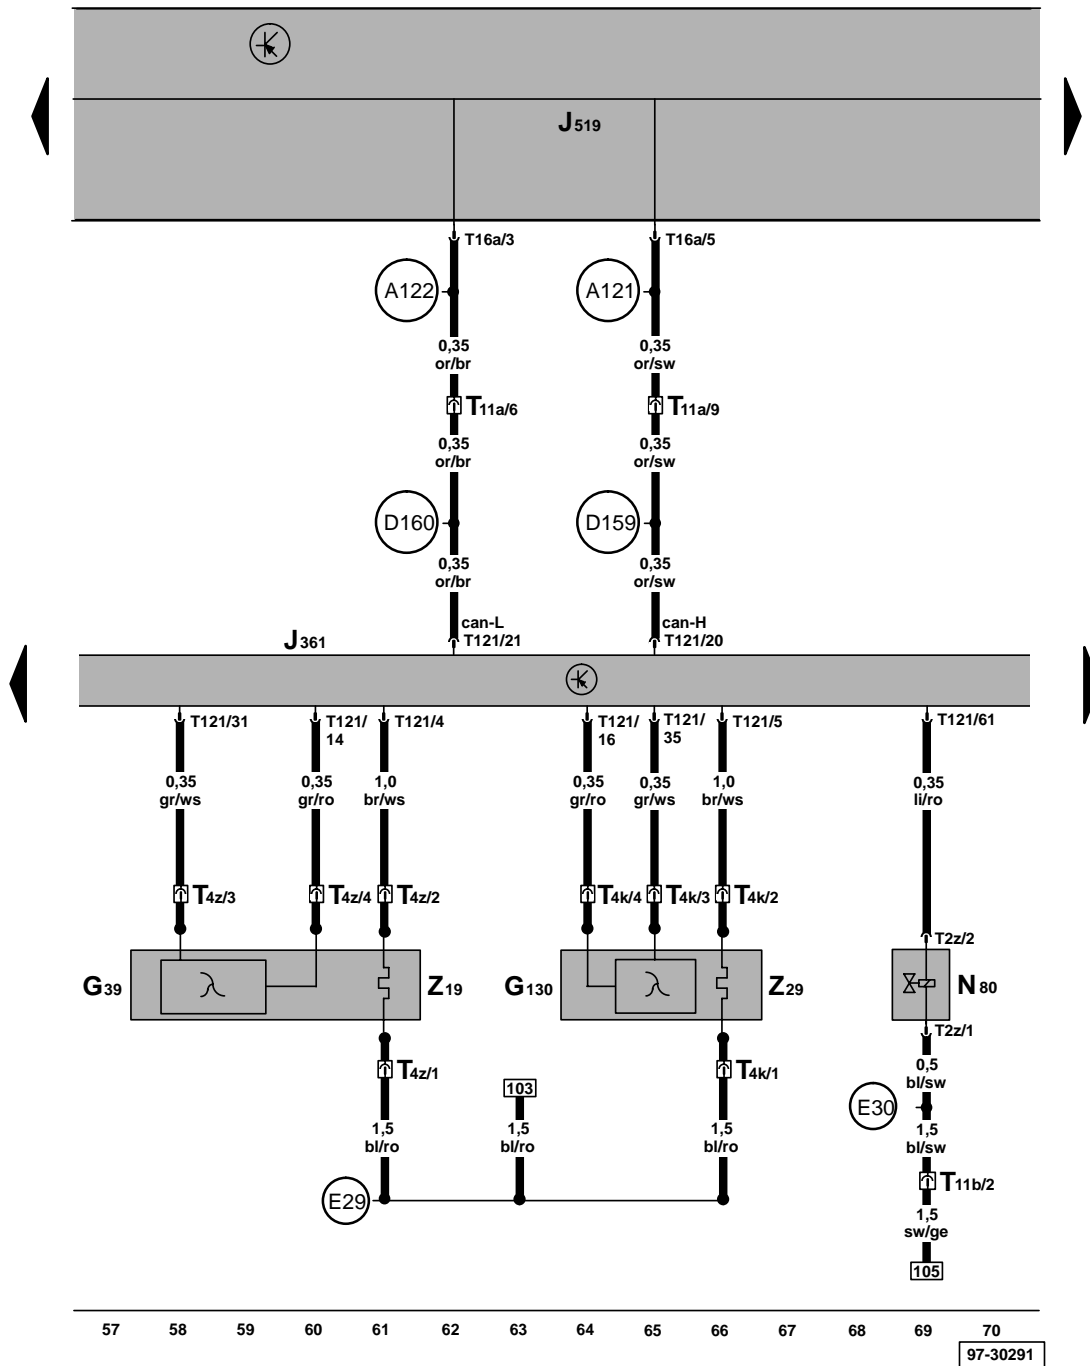 J519
T16a/3
T16a/5
A122
A121
0,35
or/br
0,35
or/sw
T11a/6
T11a/9
0,35
or/br
0,35
or/sw
D160
D159
0,35
or/br
0,35
or/sw
can-L
T121/21
can-H
T121/20
J361
T121/31
T121/
14
T121/4
T121/
16
T121/
35
T121/5
T121/61
0,35
gr/ws
0,35
gr/ro
1,0
br/ws
0,35
gr/ro
0,35
gr/ws
1,0
br/ws
0,35
li/ro
T4z/3
T4z/4
T4z/2
T4k/4
T4k/3
T4k/2
T2z/2
G39
Z19
G130
Z29
N80
T2z/1
T4z/1
T4k/1
103
0,5
bl/sw
E30
1,5
bl/ro
1,5
bl/ro
1,5
bl/ro
1,5
bl/sw
T11b/2
E29
1,5
sw/ge
105
57 58 59 60 61 62 63 64 65 66 67 68 69 70
97-30291